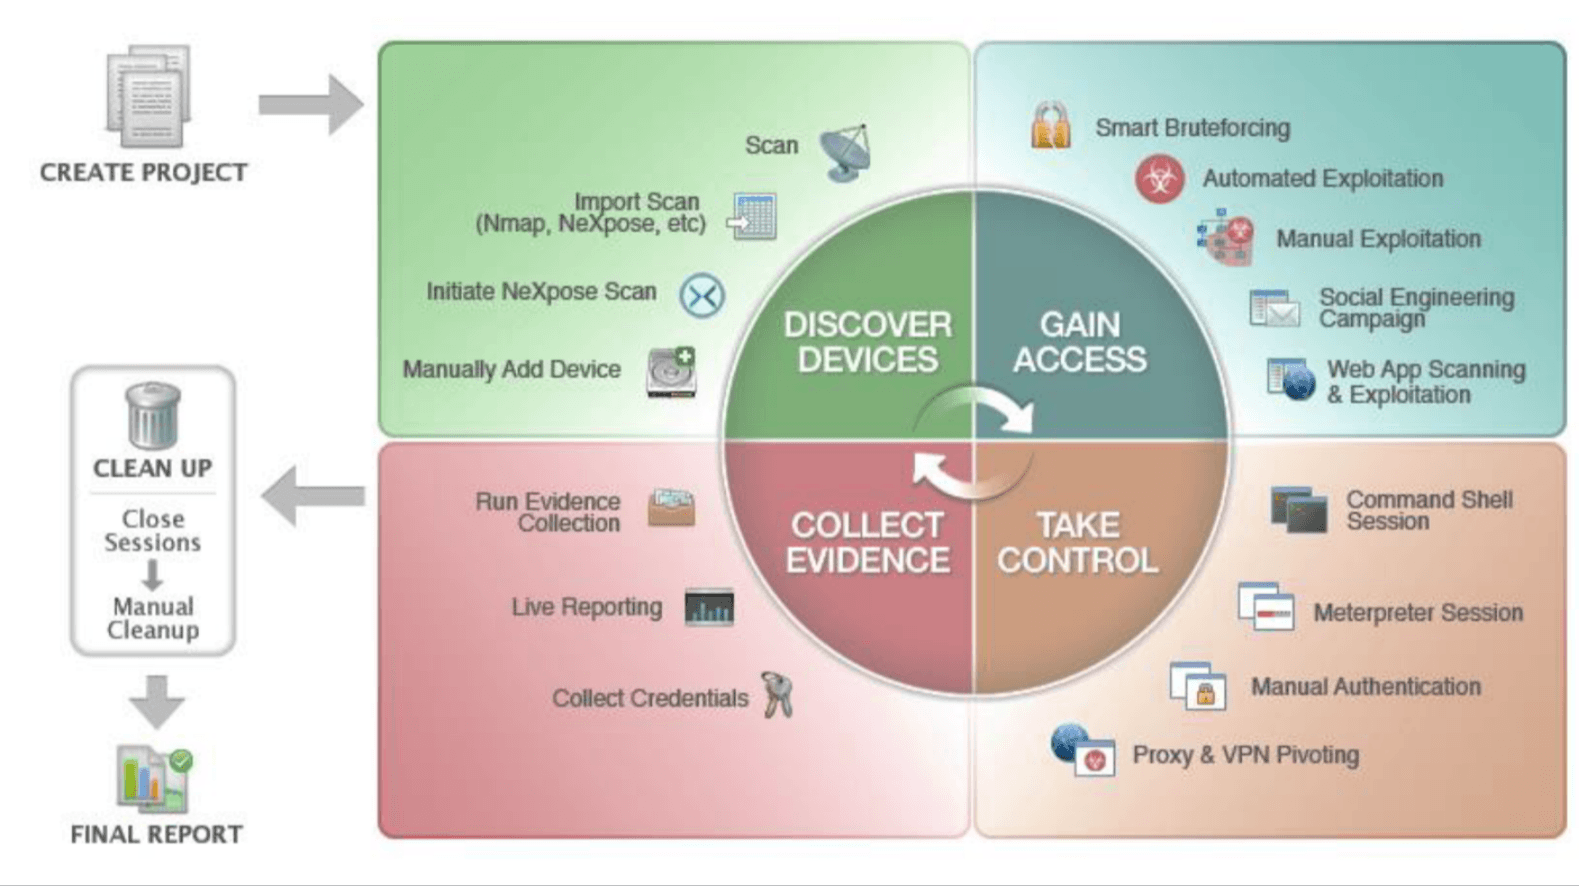 CREATE PROJECT
Scan
Import Scan
(Nmap, NeXpose, etc)
Initiate NeXpose Scan
Manually Add Device
DISCOVER
DEVICES
Smart Bruteforcing
Automated Exploitation
Manual Exploitation
Social Engineering
Campaign
Web App Scanning
& Exploitation
GAIN
ACCESS
Command Shell
Session
Meterpreter Session
Manual Authentication
Proxy & VPN Pivoting
TAKE
CONTROL
Run Evidence
Collection
Live Reporting
Collect Credentials
COLLECT
EVIDENCE
CLEAN UP
Close
Sessions
Manual
Cleanup
FINAL REPORT